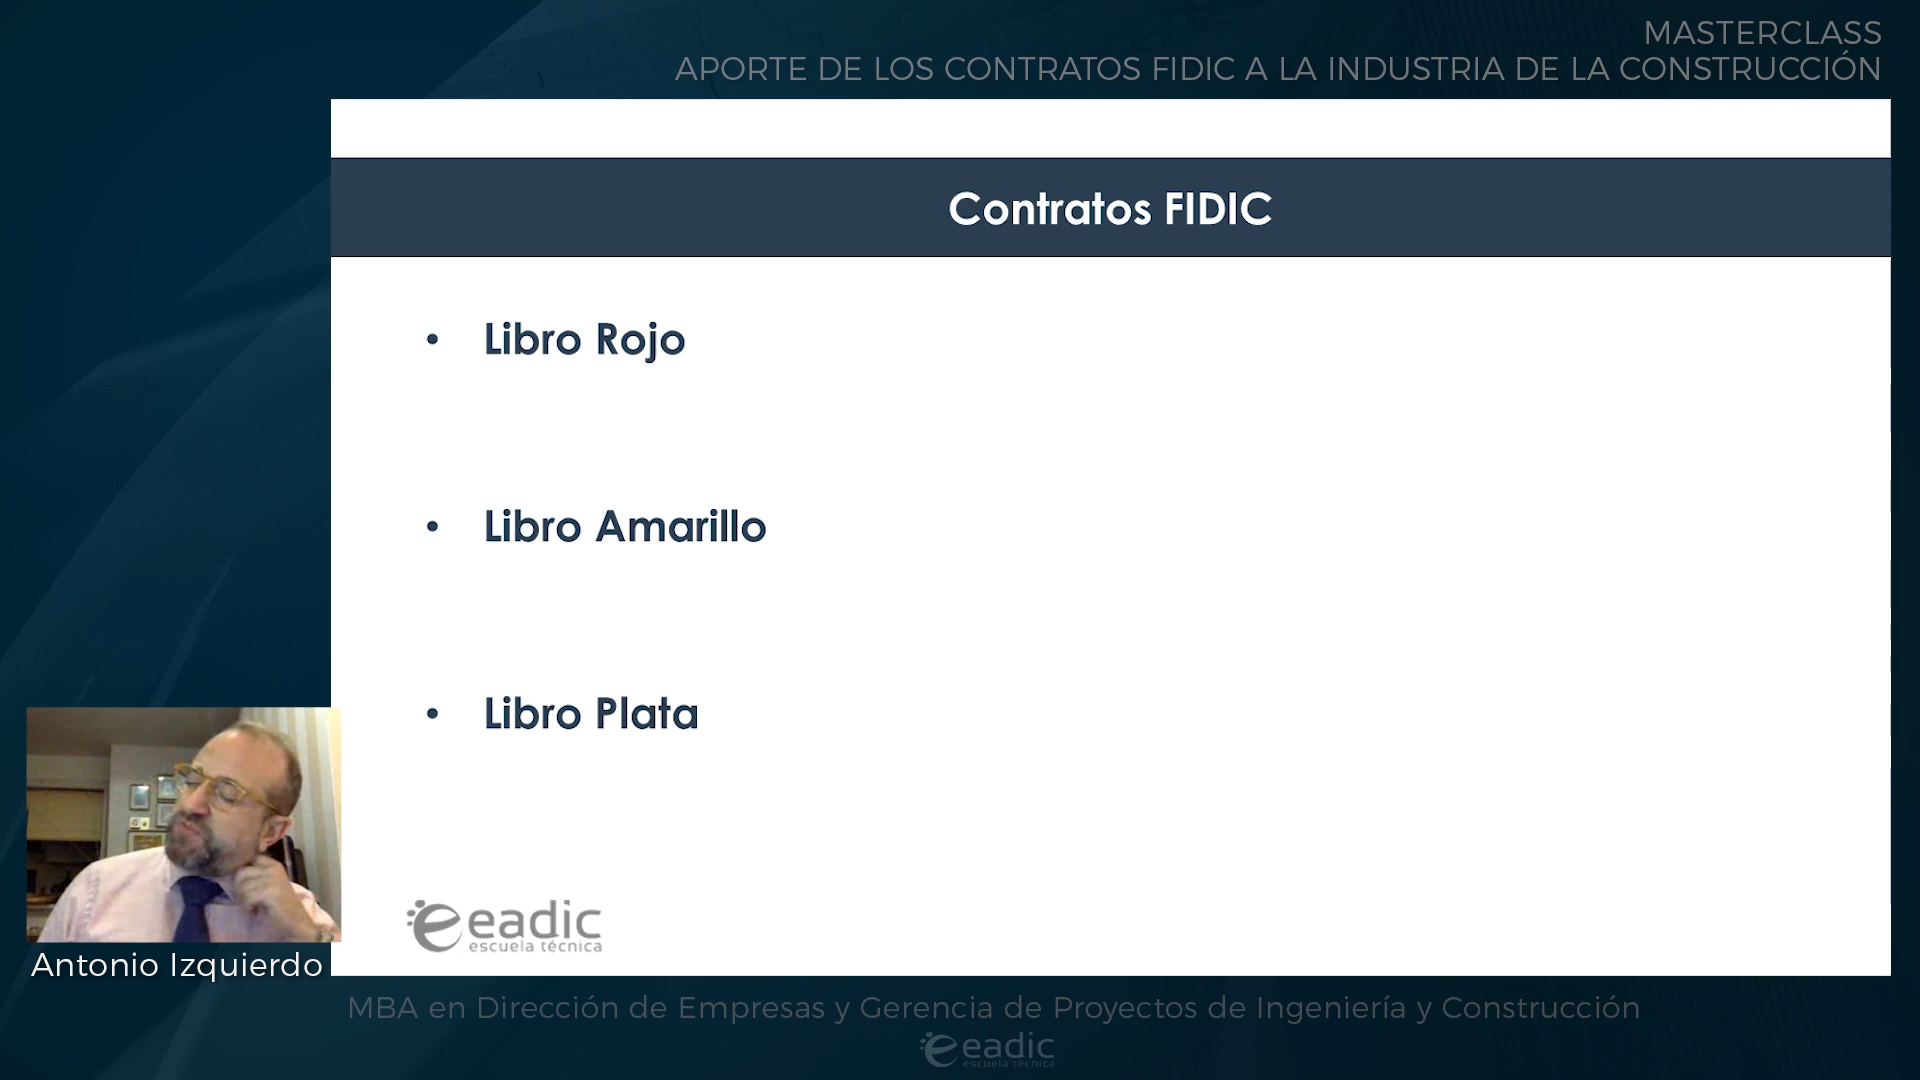 MASTERCLASS
APORTE DE LOS CONTRATOS FIDIC A LA INDUSTRIA DE LA CONSTRUCCIÓN
Contratos FIDIC
• Libro Rojo
• Libro Amarillo
• Libro Plata
eadic
escuela técnica
Antonio Izquierdo
MBA en Dirección de Empresas y Gerencia de Proyectos de Ingeniería y Construcción
eadic
escuela técnica